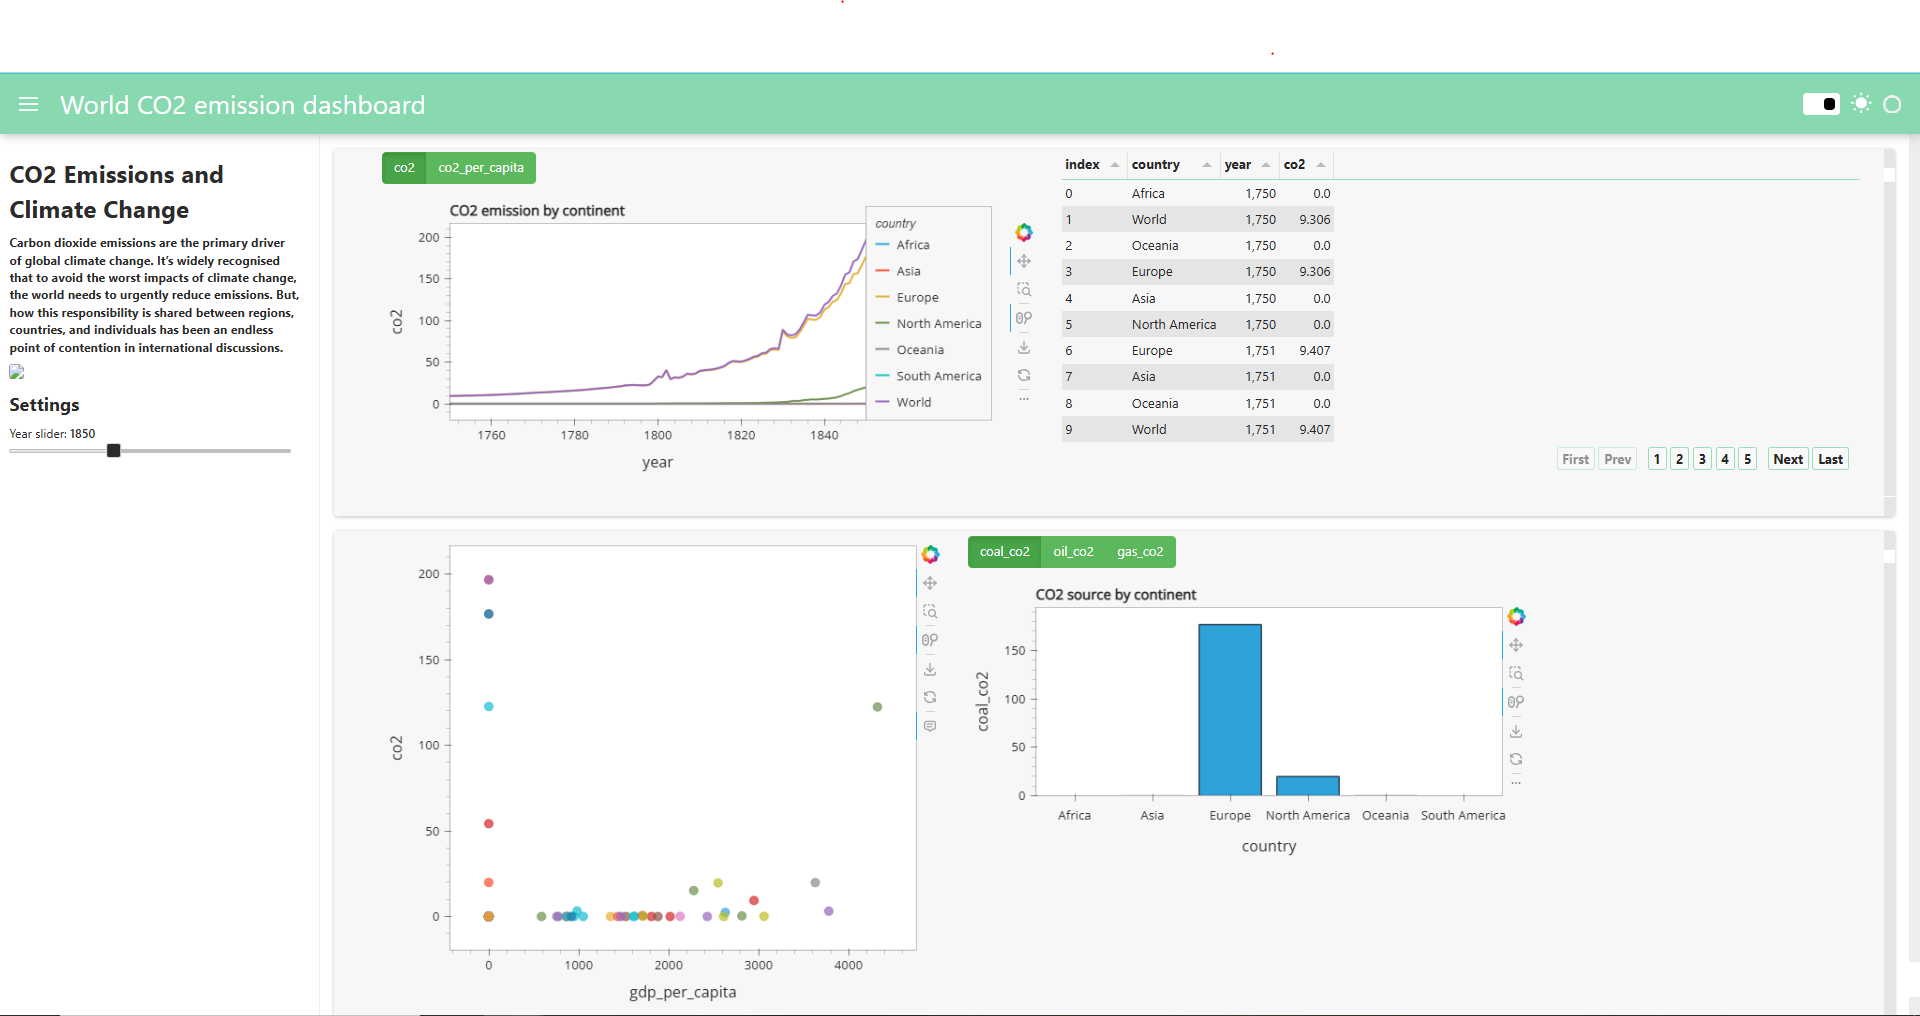 World CO2 emission dashboard
CO2 Emissions and
Climate Change
Carbon dioxide emissions are the primary driver
of global climate change. It's widely recognised
that to avoid the worst impacts of climate change,
the world needs to urgently reduce emissions. But,
how this responsibility is shared between regions,
countries, and individuals has been an endless
point of contention in international discussions.
Settings
Year slider: 1850
co2 co2_per_capita
CO2 emission by continent
co2
200
150
100
50
0
1760 1780 1800 1820 1840
year
country
Africa
Asia
Europe
North America
Oceania
South America
World
index country year co2
0 Africa 1,750 0.0
1 World 1,750 9.306
2 Oceania 1,750 0.0
3 Europe 1,750 9.306
4 Asia 1,750 0.0
5 North America 1,750 0.0
6 Europe 1,751 9.407
7 Asia 1,751 0.0
8 Oceania 1,751 0.0
9 World 1,751 9.407
First Prev 1 2 3 4 5 Next Last
co2
200
150
100
50
0
0 1000 2000 3000 4000
gdp_per_capita
coal_co2 oil_co2 gas_co2
CO2 source by continent
coal_co2
150
100
50
0
Africa Asia Europe North America Oceania South America
country